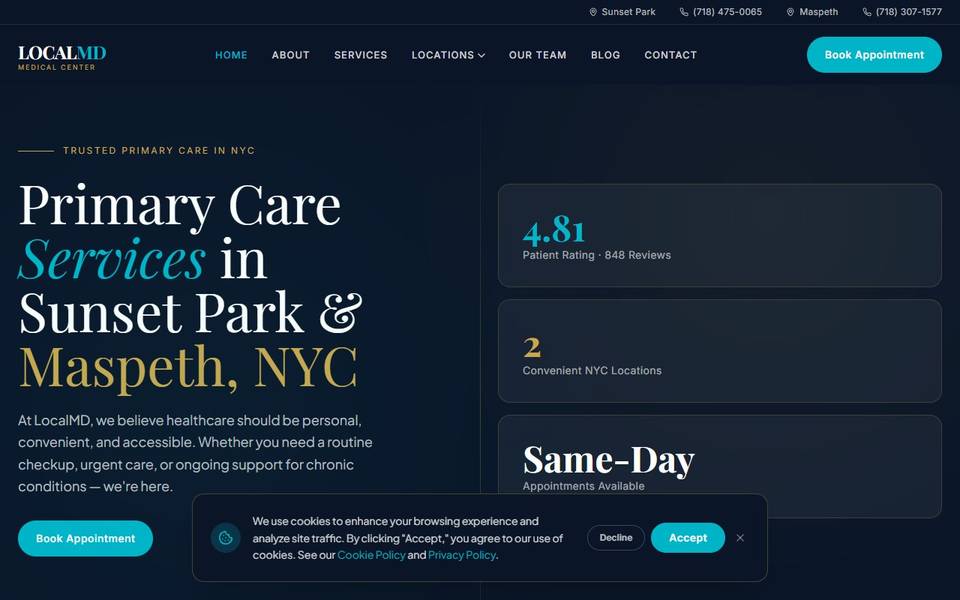 Sunset Park (718) 475-0065 Maspeth (718) 307-1577
LOCALMD
MEDICAL CENTER
HOME ABOUT SERVICES LOCATIONS OUR TEAM BLOG CONTACT
Book Appointment
TRUSTED PRIMARY CARE IN NYC
Primary Care
Services in
Sunset Park &
Maspeth, NYC
At LocalMD, we believe healthcare should be personal,
convenient, and accessible. Whether you need a routine
checkup, urgent care, or ongoing support for chronic
conditions — we're here.
Book Appointment
4.81
Patient Rating · 848 Reviews
2
Convenient NYC Locations
Same-Day
Appointments Available
We use cookies to enhance your browsing experience and
analyze site traffic. By clicking "Accept," you agree to our use of
cookies. See our Cookie Policy and Privacy Policy.
Decline
Accept